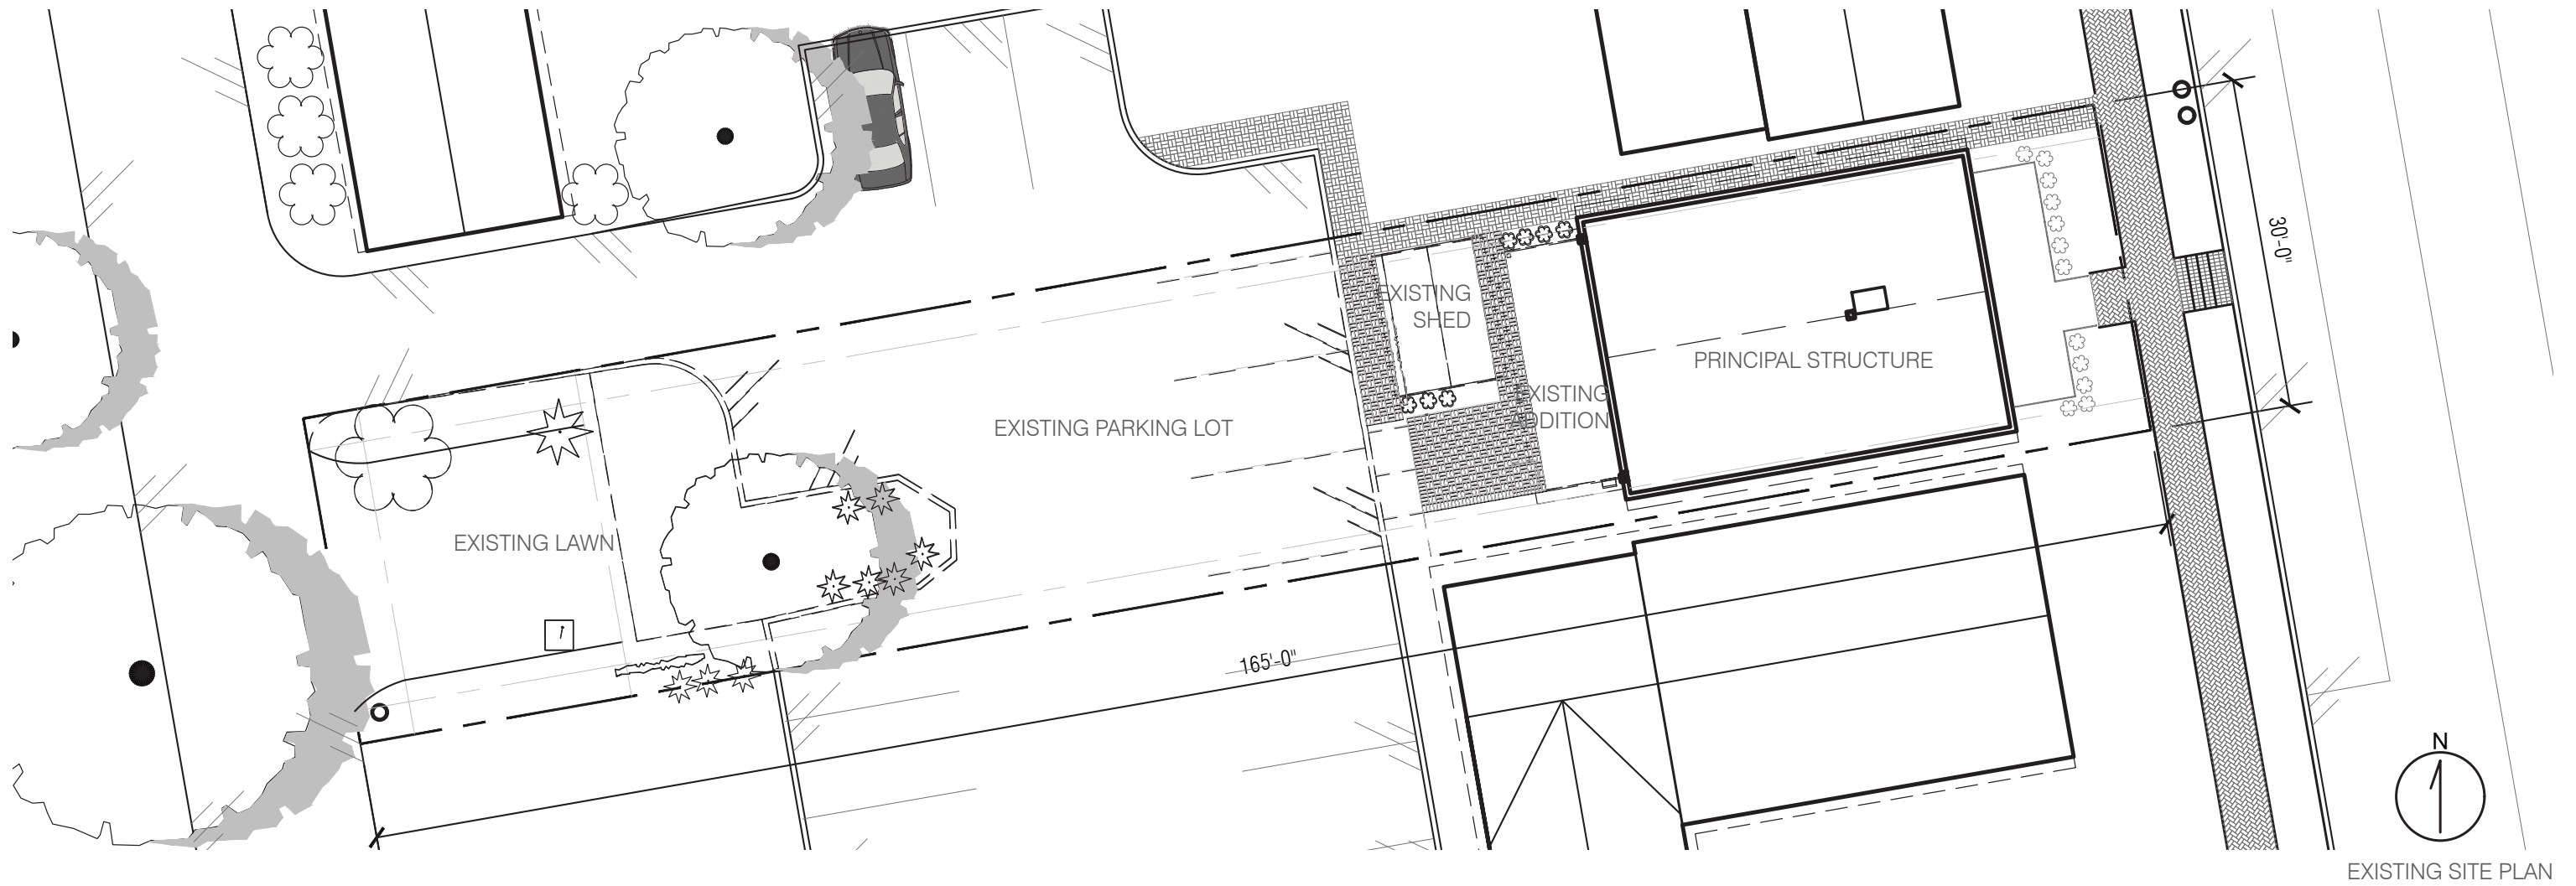 30'-0"
EXISTING
SHED
PRINCIPAL STRUCTURE
EXISTING
ADDITION
EXISTING PARKING LOT
EXISTING LAWN
165'-0"
N
EXISTING SITE PLAN